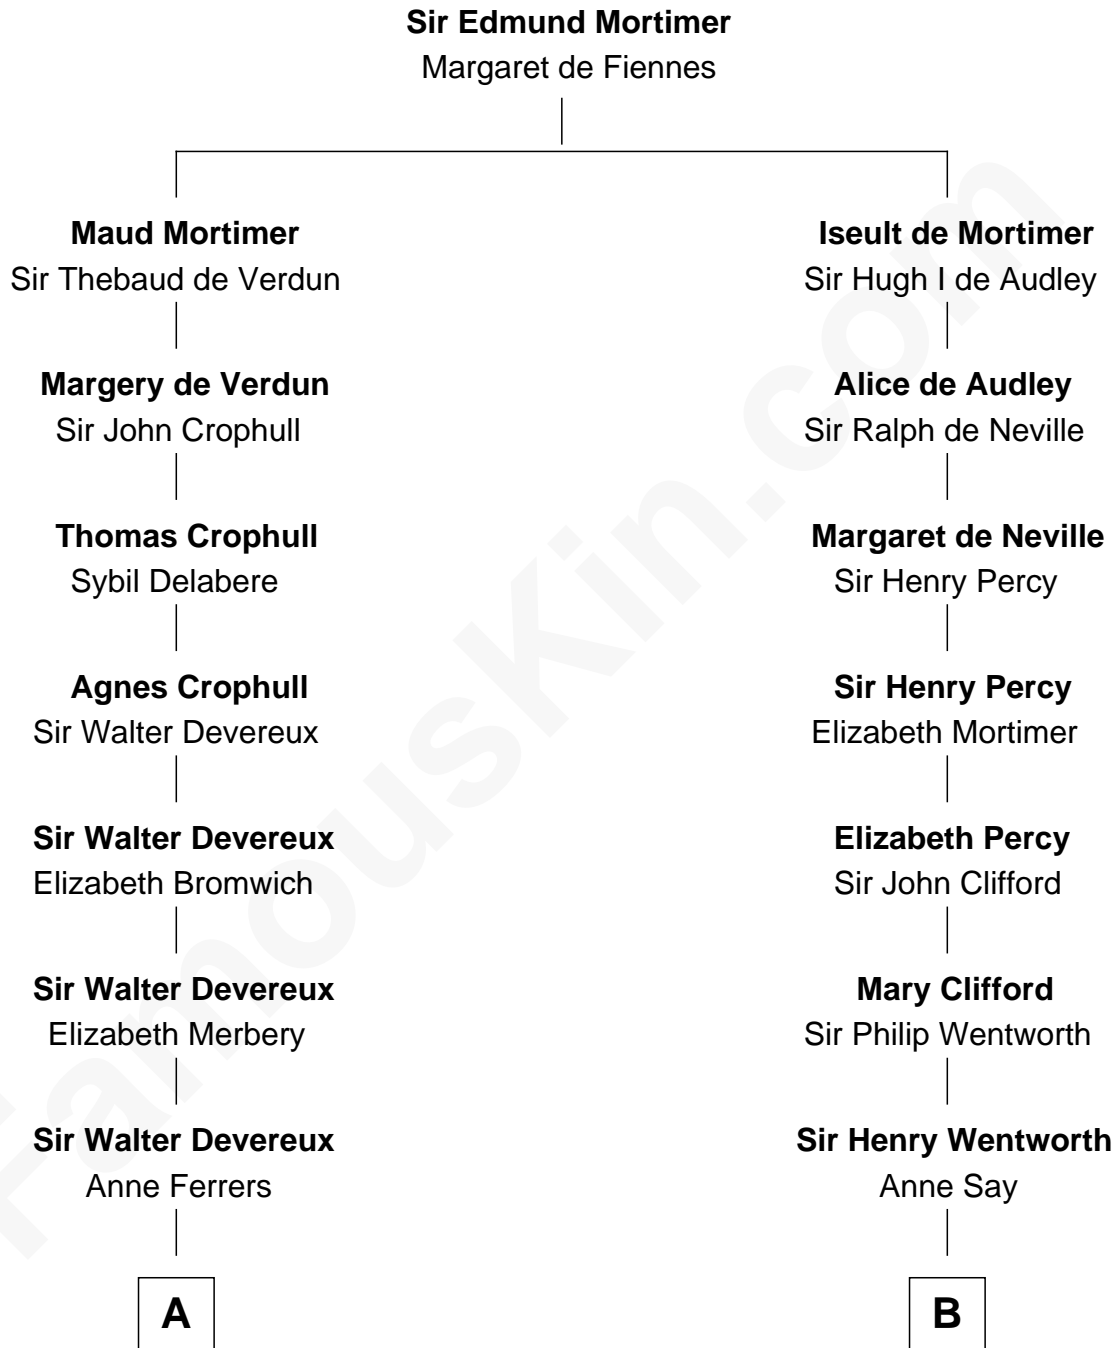 Sir Edmund Mortimer
Margaret de Fiennes
Maud Mortimer
Sir Thebaud de Verdun
Iseult de Mortimer
Sir Hugh I de Audley
Margery de Verdun
Sir John Crophull
Alice de Audley
Sir Ralph de Neville
Thomas Crophull
Sybil Delabere
Margaret de Neville
Sir Henry Percy
Agnes Crophull
Sir Walter Devereux
Sir Henry Percy
Elizabeth Mortimer
Sir Walter Devereux
Elizabeth Bromwich
Elizabeth Percy
Sir John Clifford
Sir Walter Devereux
Elizabeth Merbery
Mary Clifford
Sir Philip Wentworth
Sir Walter Devereux
Anne Ferrers
Sir Henry Wentworth
Anne Say
A
B
FamousKin.com